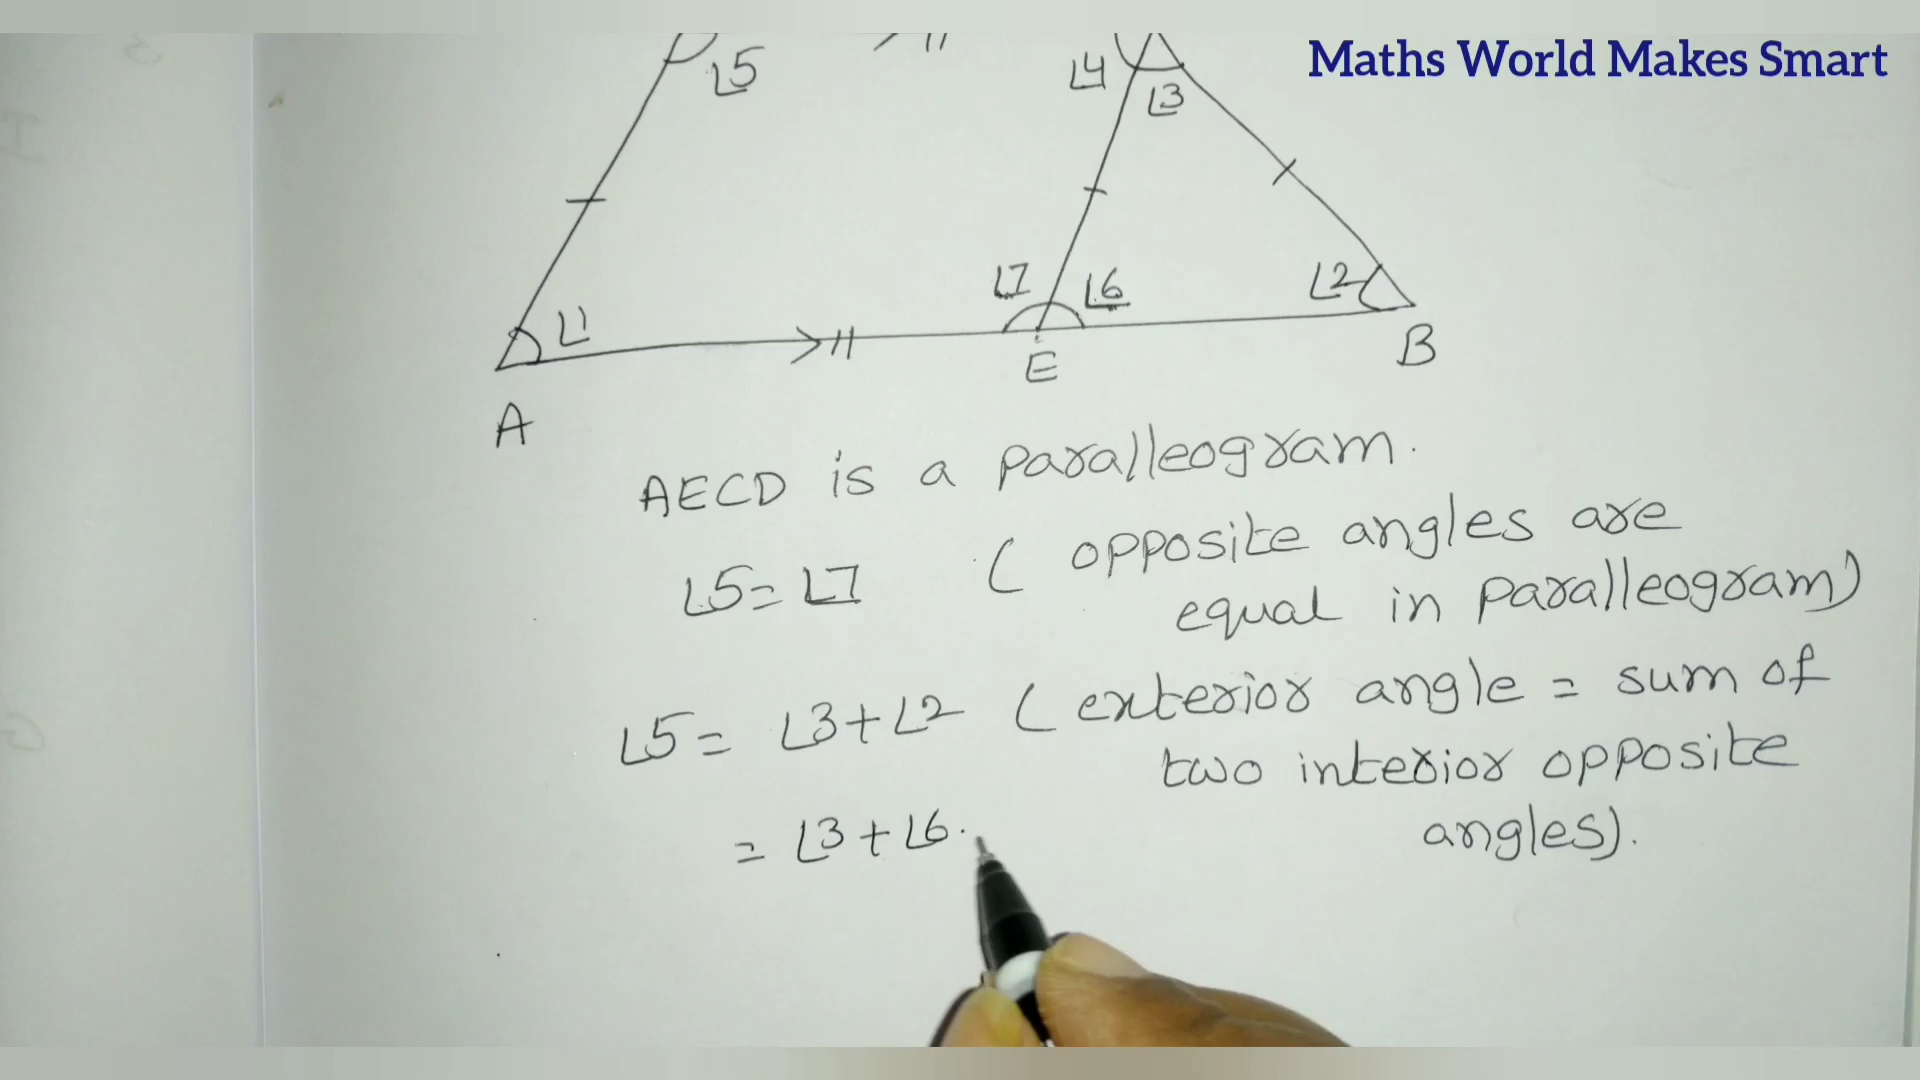 Maths World Makes Smart
∠5
∠4
∠3
∠7
∠6
∠2
∠1
E
B
A
AECD is a paralleogram.
∠5=∠7 ( opposite angles are
equal in paralleogram)
∠5= ∠3+∠2 ( exterior angle = sum of
two interior opposite
= ∠3+∠6.
angles).